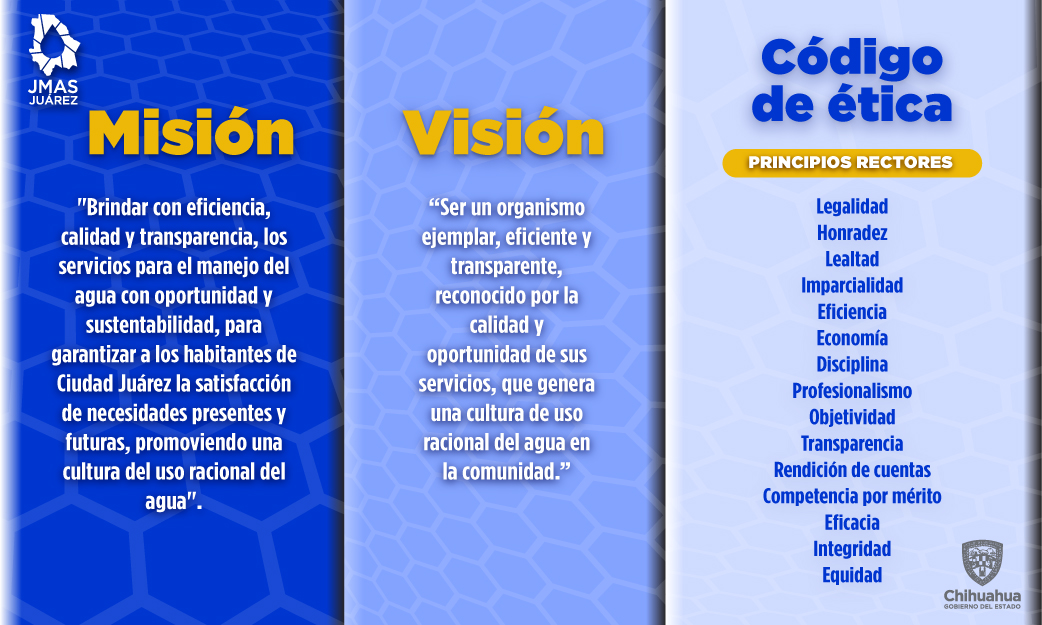 JMAS
JUÁREZ
Misión
"Brindar con eficiencia,
calidad y transparencia, los
servicios para el manejo del
agua con oportunidad y
sustentabilidad, para
garantizar a los habitantes de
Ciudad Juárez la satisfacción
de necesidades presentes y
futuras, promoviendo una
cultura del uso racional del
agua".
Visión
“Ser un organismo
ejemplar, eficiente y
transparente,
reconocido por la
calidad y
oportunidad de sus
servicios, que genera
una cultura de uso
racional del agua en
la comunidad.”
Código
de ética
PRINCIPIOS RECTORES
Legalidad
Honradez
Lealtad
Imparcialidad
Eficiencia
Economía
Disciplina
Profesionalismo
Objetividad
Transparencia
Rendición de cuentas
Competencia por mérito
Eficacia
Integridad
Equidad
Chihuahua
GOBIERNO DEL ESTADO